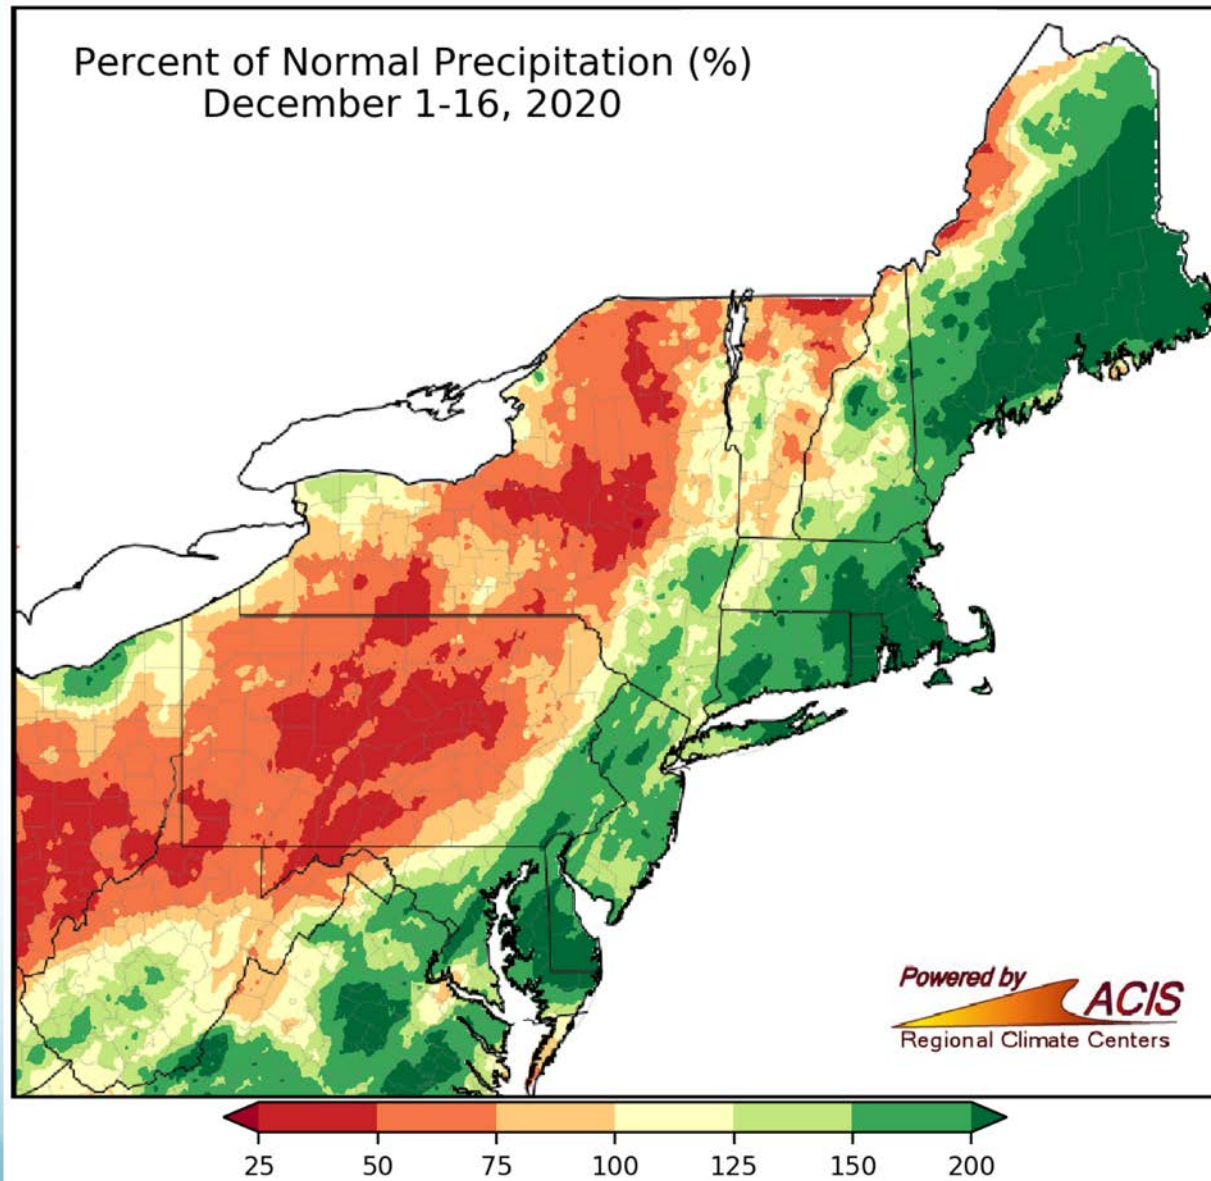 Percent of Normal Precipitation (%)
December 1-16, 2020
Powered by
ACIS
Regional Climate Centers
25 50 75 100 125 150 200